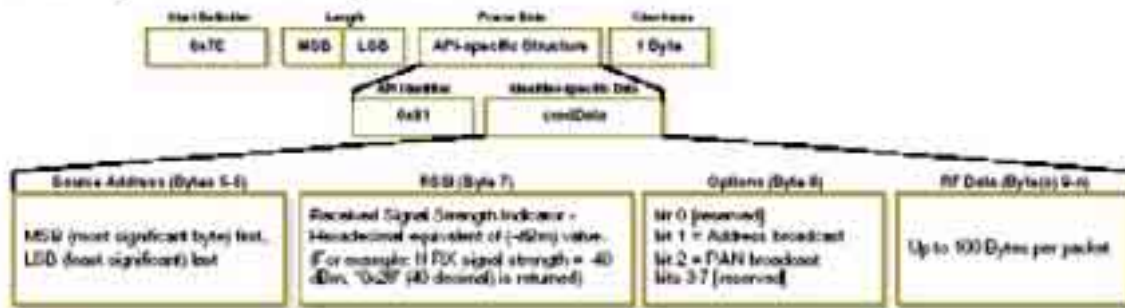 Start Delimiter Length Frame Data Checksum
0x7E MSB LSB API-specific Structure 1 Byte
API Identifier Identifier-specific Data
0x81 cmdData
Source Address (Bytes 5-6) RSSI (Byte 7) Options (Byte 8) RF Data (Byte(s) 9-n)
MSB (most significant byte) first,
LSB (least significant) last
Received Signal Strength Indicator -
Hexadecimal equivalent of (-dBm) value.
(For example: If RX signal strength = -40
dBm, "0x28" (40 decimal) is returned)
bit 0 [reserved]
bit 1 = Address broadcast
bit 2 = PAN broadcast
bits 3-7 [reserved]
Up to 100 Bytes per packet